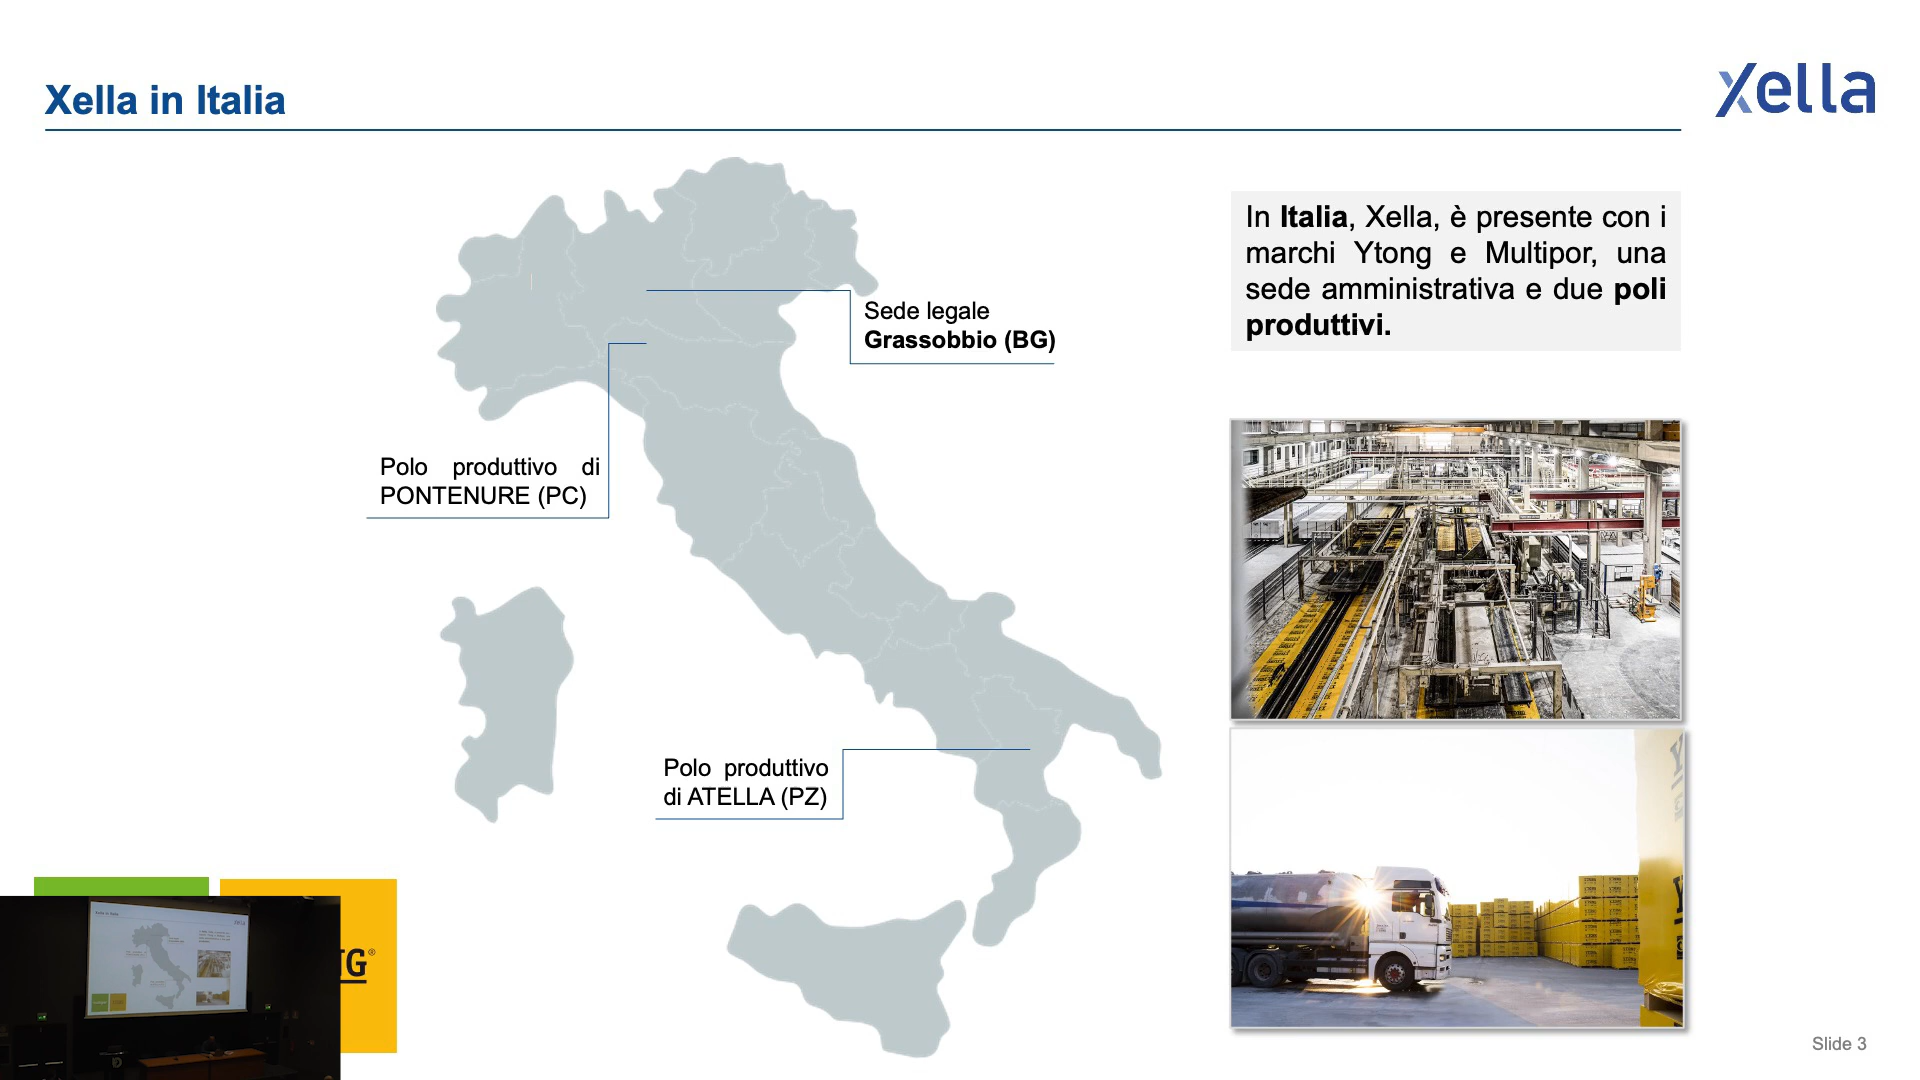 Xella in Italia
xella
In Italia, Xella, è presente con i
marchi Ytong e Multipor, una
sede amministrativa e due poli
produttivi.
Sede legale
Grassobbio (BG)
Polo produttivo di
PONTENURE (PC)
Polo produttivo
di ATELLA (PZ)
Slide 3